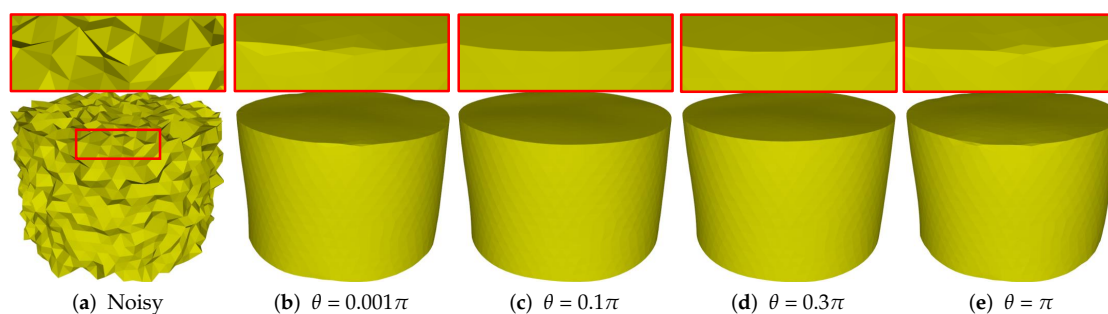 (a) Noisy
(b) θ = 0.001π
(c) θ = 0.1π
(d) θ = 0.3π
(e) θ = π